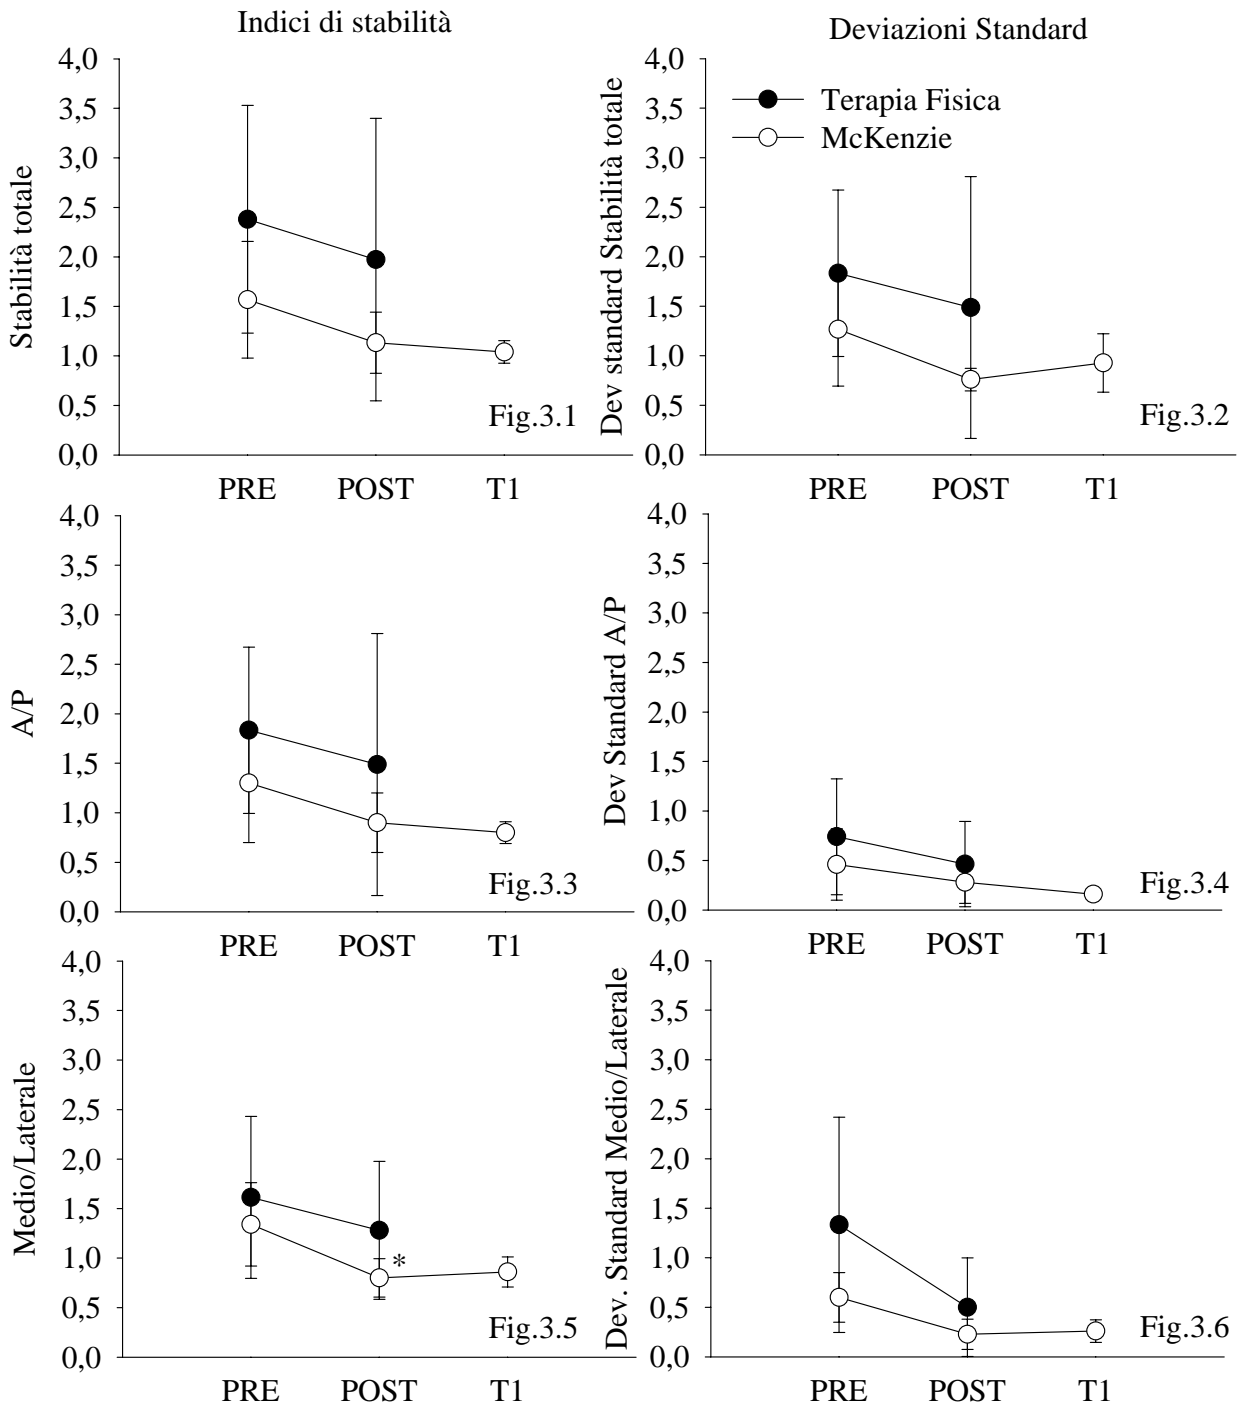 Indici di stabilità
Stabilità totale
4,0
3,5
3,0
2,5
2,0
1,5
1,0
0,5
0,0
PRE POST T1
Fig.3.1
Deviazioni Standard
Dev standard Stabilità totale
4,0
3,5
3,0
2,5
2,0
1,5
1,0
0,5
0,0
Terapia Fisica
McKenzie
PRE POST T1
Fig.3.2
A/P
4,0
3,5
3,0
2,5
2,0
1,5
1,0
0,5
0,0
PRE POST T1
Fig.3.3
Dev Standard A/P
4,0
3,5
3,0
2,5
2,0
1,5
1,0
0,5
0,0
PRE POST T1
Fig.3.4
Medio/Laterale
4,0
3,5
3,0
2,5
2,0
1,5
1,0
0,5
0,0
*
PRE POST T1
Fig.3.5
Dev. Standard Medio/Laterale
4,0
3,5
3,0
2,5
2,0
1,5
1,0
0,5
0,0
PRE POST T1
Fig.3.6